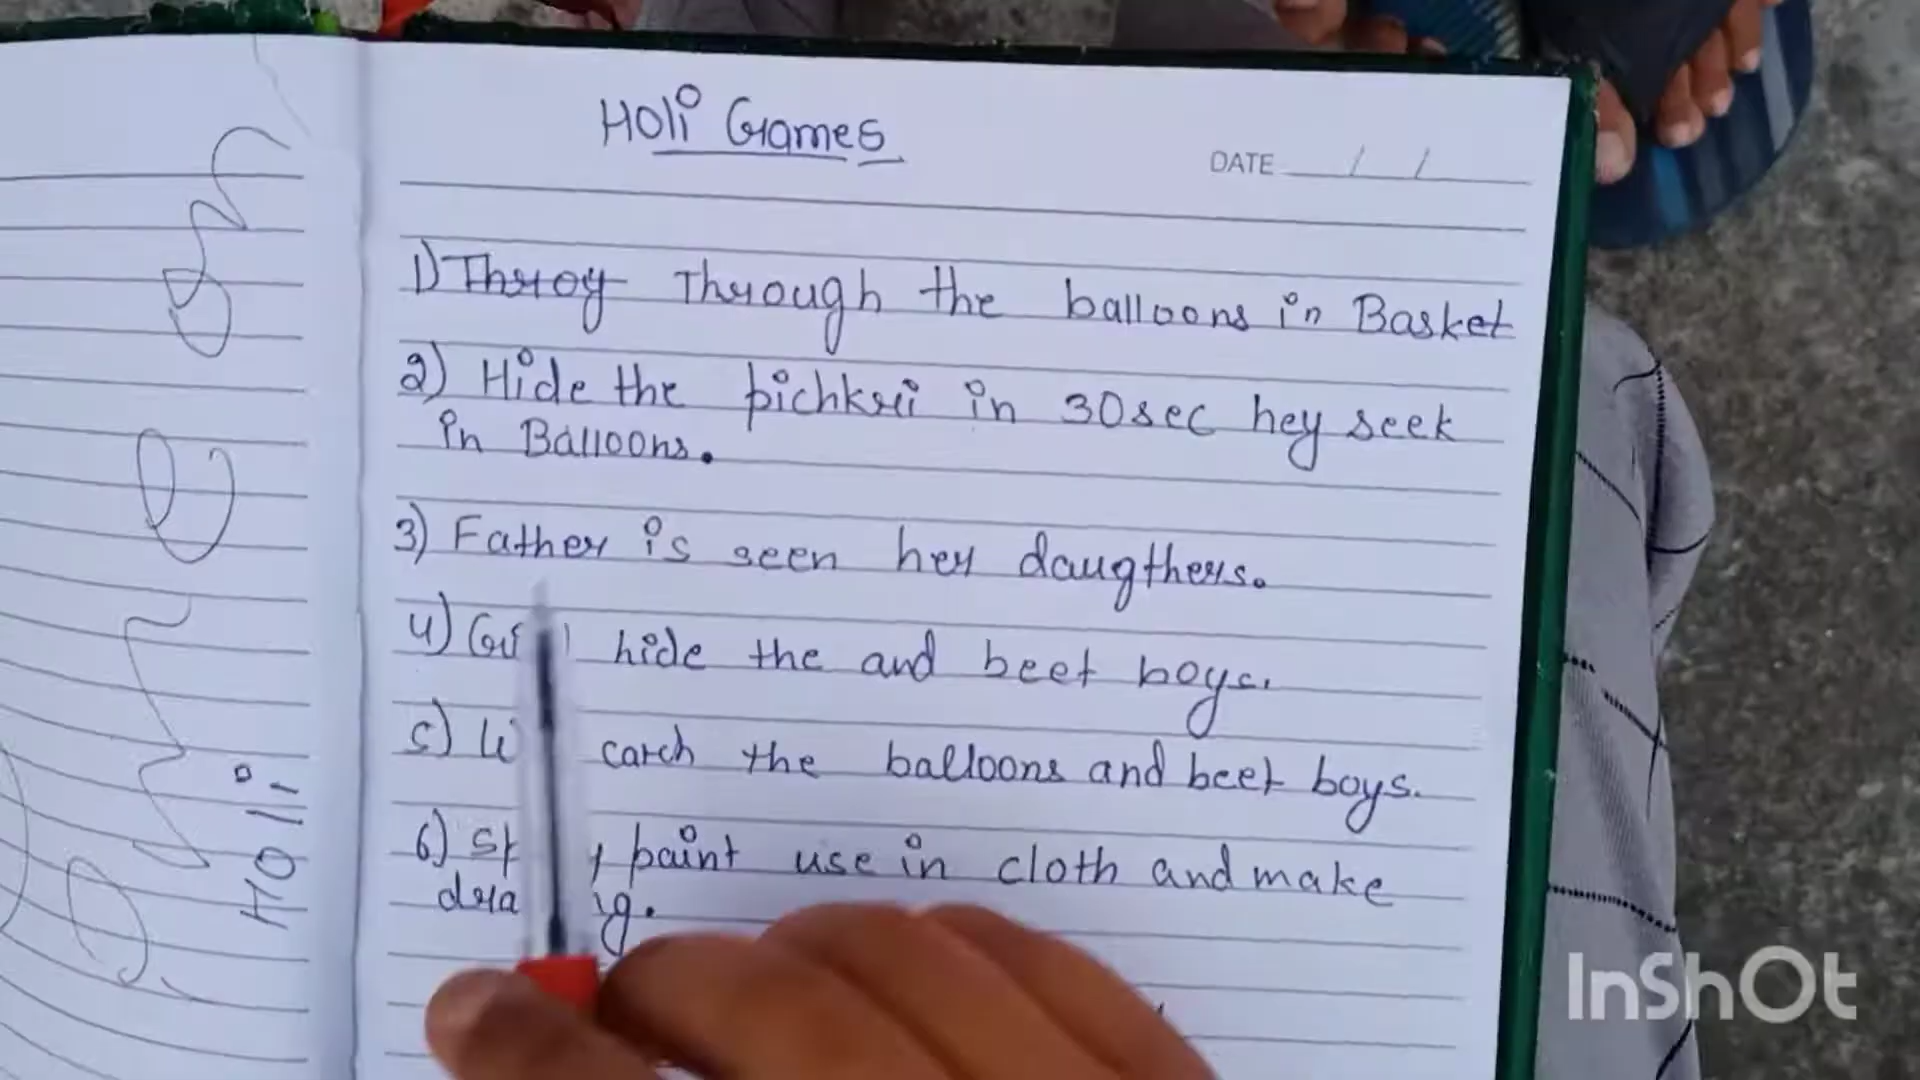 Holi Games
DATE / /
1) Throy Through the balloons in Basket
2) Hide the pichkri in 30sec hey seek
in Balloons.
3) Father is seen her daugthers.
4) hide the and beet boys.
5) catch the balloons and beet boys.
6) paint use in cloth and make
Holi
InShOt